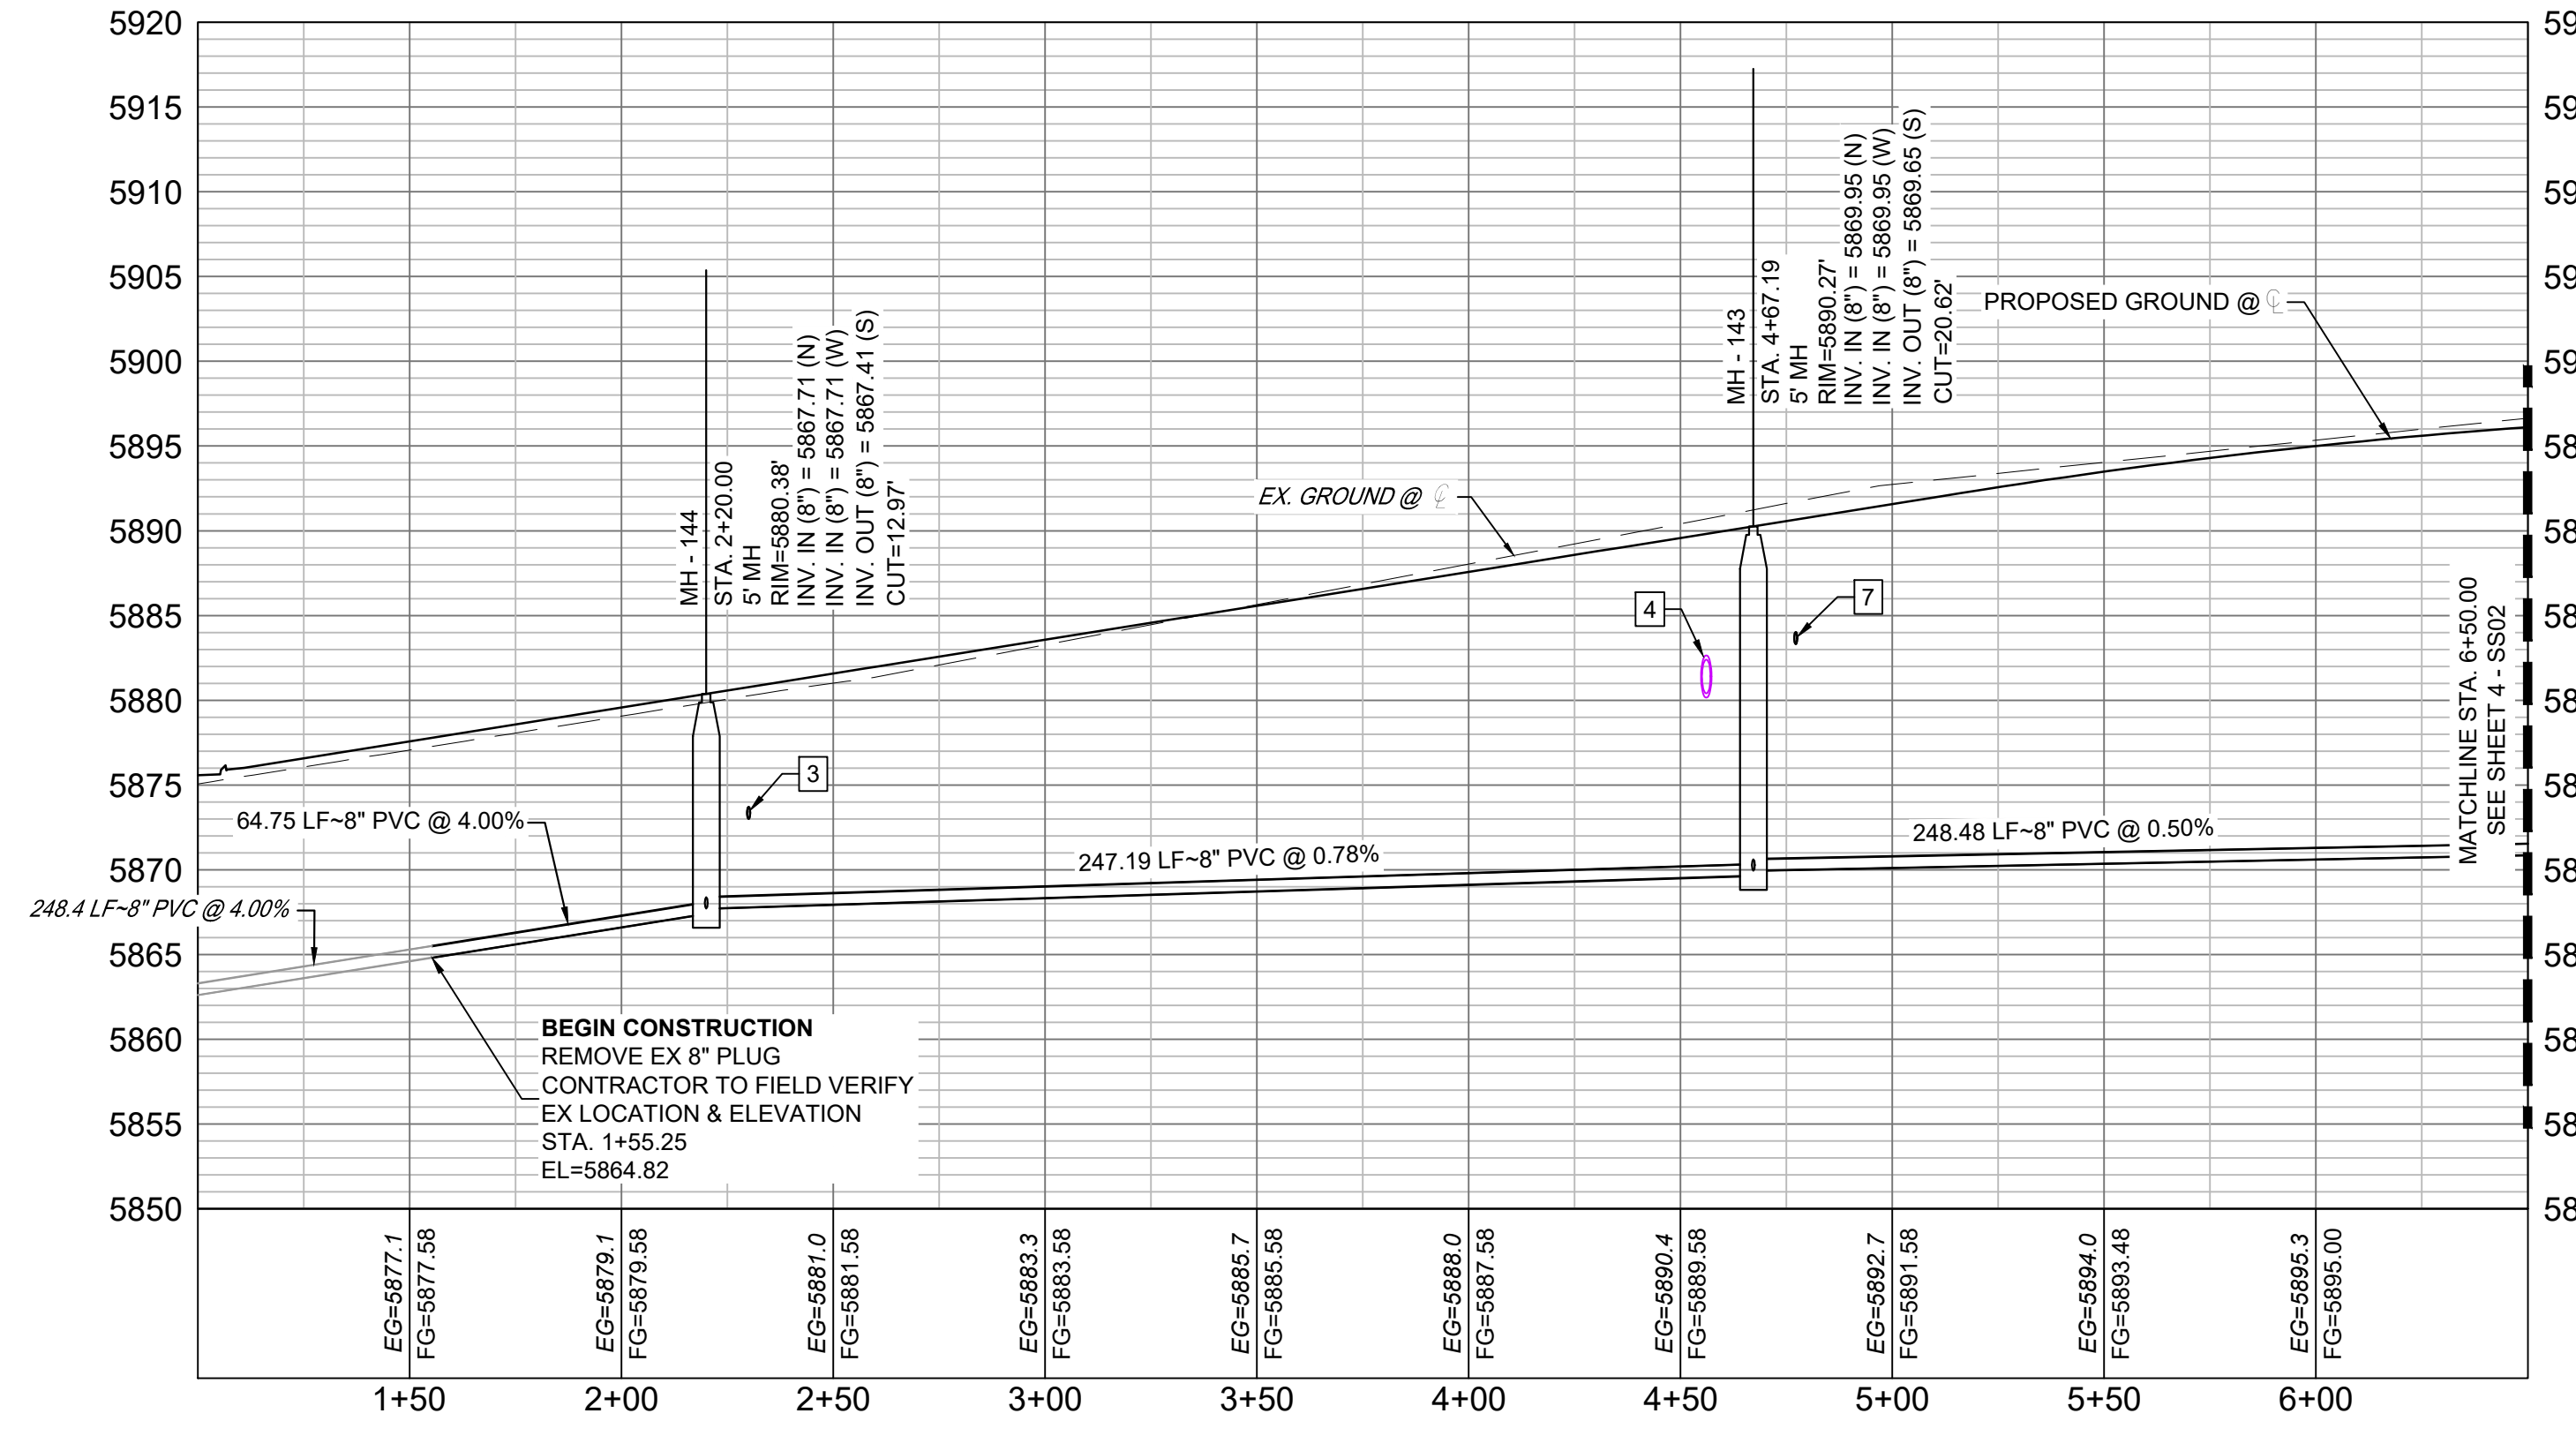 5920
5915
5910
5905
5900
5895
5890
5885
5880
5875
5870
5865
5860
5855
5850
MH - 144
STA. 2+20.00
5' MH
RIM=5880.38'
INV. IN (8") = 5867.71 (N)
INV. IN (8") = 5867.71 (W)
INV. OUT (8") = 5867.41 (S)
CUT=12.97'
MH - 143
STA. 4+67.19
5' MH
RIM=5890.27'
INV. IN (8") = 5869.95 (N)
INV. IN (8") = 5869.95 (W)
INV. OUT (8") = 5869.65 (S)
CUT=20.62'
PROPOSED GROUND @ ℄
EX. GROUND @ ℄
4
7
3
64.75 LF~8" PVC @ 4.00%
247.19 LF~8" PVC @ 0.78%
248.48 LF~8" PVC @ 0.50%
248.4 LF~8" PVC @ 4.00%
MATCHLINE STA. 6+50.00
SEE SHEET 4 - SS02
BEGIN CONSTRUCTION
REMOVE EX 8" PLUG
CONTRACTOR TO FIELD VERIFY
EX LOCATION & ELEVATION
STA. 1+55.25
EL=5864.82
EG=5877.1
FG=5877.58
EG=5879.1
FG=5879.58
EG=5881.0
FG=5881.58
EG=5883.3
FG=5883.58
EG=5885.7
FG=5885.58
EG=5888.0
FG=5887.58
EG=5890.4
FG=5889.58
EG=5892.7
FG=5891.58
EG=5894.0
FG=5893.48
EG=5895.3
FG=5895.00
1+50
2+00
2+50
3+00
3+50
4+00
4+50
5+00
5+50
6+00